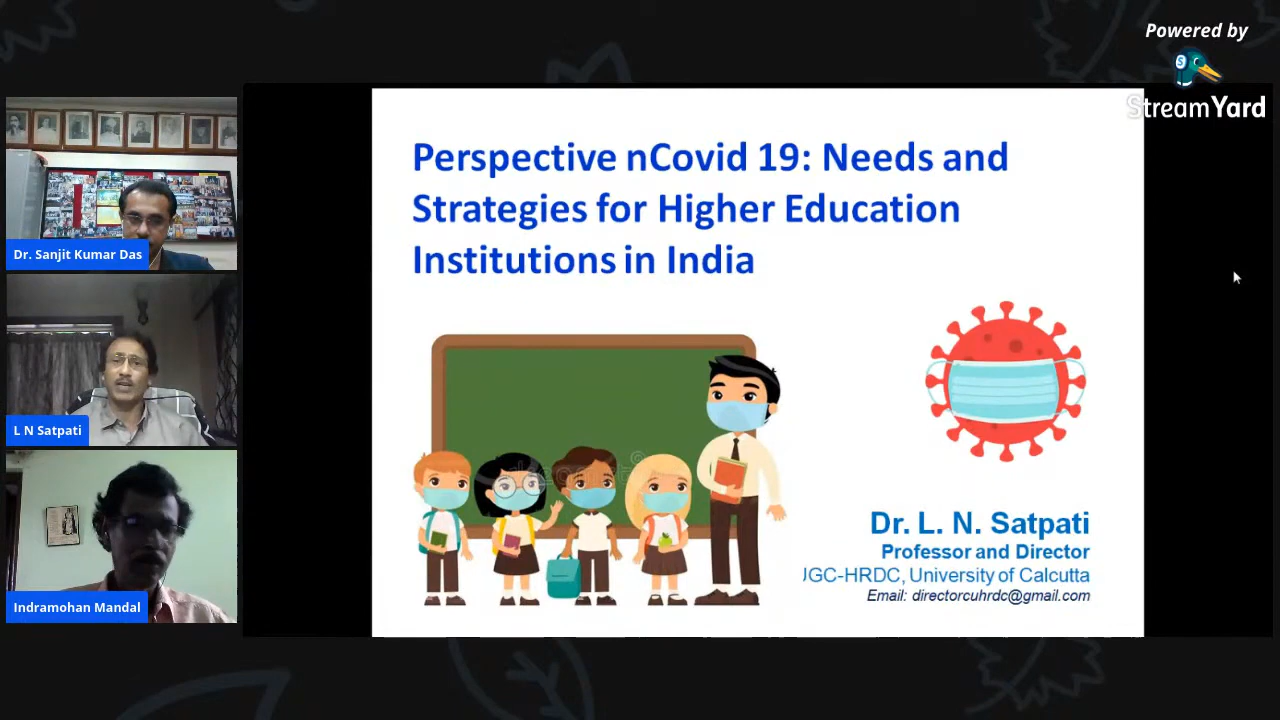 Powered by
StreamYard
Dr. Sanjit Kumar Das
L N Satpati
Indramohan Mandal
Perspective nCovid 19: Needs and
Strategies for Higher Education
Institutions in India
Dr. L. N. Satpati
Professor and Director
JGC-HRDC, University of Calcutta
Email: directorcuhrdc@gmail.com